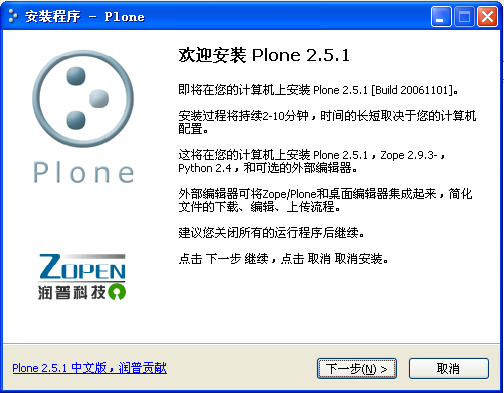 安装程序 - Plone
欢迎安装 Plone 2.5.1
即将在您的计算机上安装 Plone 2.5.1 [Build 20061101]。
安装过程将持续2-10分钟，时间的长短取决于您的计算机
配置。
这将在您的计算机上安装 Plone 2.5.1，Zope 2.9.3-，
Python 2.4，和可选的外部编辑器。
外部编辑器可将Zope/Plone和桌面编辑器集成起来，简化
文件的下载、编辑、上传流程。
建议您关闭所有的运行程序后继续。
点击 下一步 继续，点击 取消 取消安装。
Plone
ZOPEN
润普科技
Plone 2.5.1 中文版，润普贡献
下一步(N) >
取消